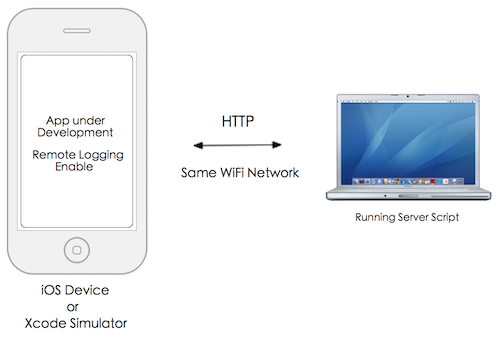 App under
Development
Remote Logging
Enable
HTTP
Same WiFi Network
Running Server Script
iOS Device
or
Xcode Simulator